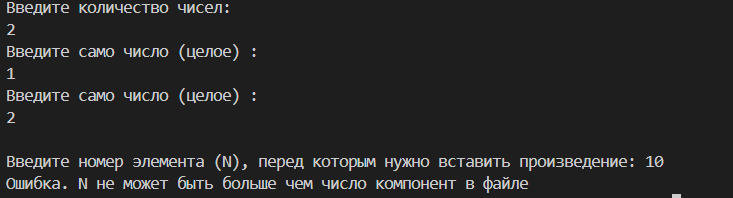 Введите количество чисел:
2
Введите само число (целое) :
1
Введите само число (целое) :
2
Введите номер элемента (N), перед которым нужно вставить произведение: 10
Ошибка. N не может быть больше чем число компонент в файле